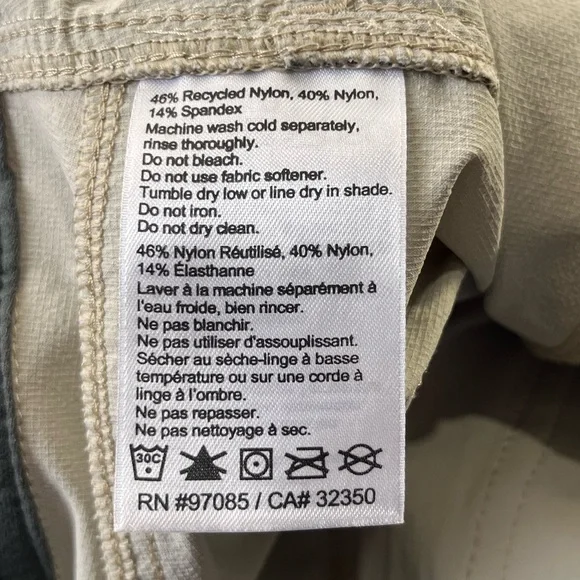 46% Recycled Nylon, 40% Nylon,
14% Spandex
Machine wash cold separately,
rinse thoroughly.
Do not bleach.
Do not use fabric softener.
Tumble dry low or line dry in shade.
Do not iron.
Do not dry clean.
46% Nylon Réutilisé, 40% Nylon,
14% Élasthanne
Laver à la machine séparément à
l'eau froide, bien rincer.
Ne pas blanchir.
Ne pas utiliser d'assouplissant.
Sécher au sèche-linge à basse
température ou sur une corde à
linge à l'ombre.
Ne pas repasser.
Ne pas nettoyage à sec.
30C
RN #97085 / CA# 32350